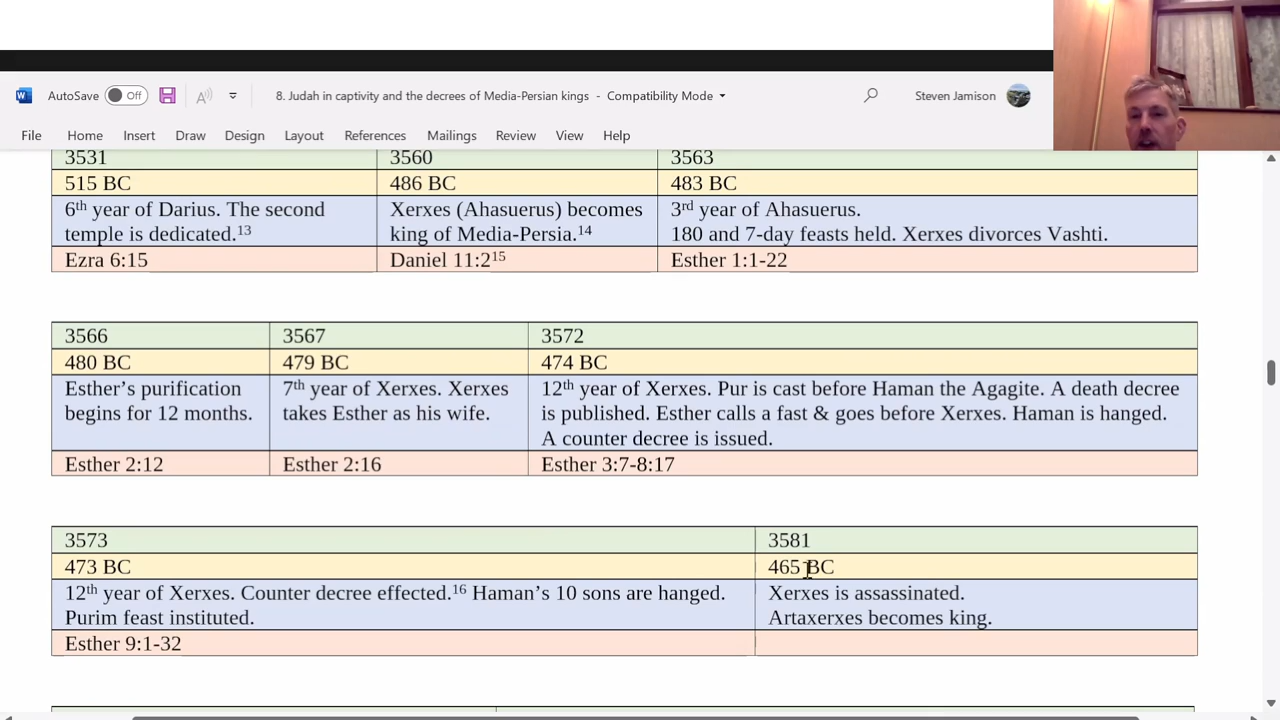 AutoSave Off 8. Judah in captivity and the decrees of Media-Persian kings - Compatibility Mode Steven Jamison
File Home Insert Draw Design Layout References Mailings Review View Help
3531 3560 3563
515 BC 486 BC 483 BC
6th year of Darius. The second Xerxes (Ahasuerus) becomes 3rd year of Ahasuerus.
temple is dedicated.13 king of Media-Persia.14 180 and 7-day feasts held. Xerxes divorces Vashti.
Ezra 6:15 Daniel 11:215 Esther 1:1-22
3566 3567 3572
480 BC 479 BC 474 BC
Esther’s purification 7th year of Xerxes. Xerxes 12th year of Xerxes. Pur is cast before Haman the Agagite. A death decree
begins for 12 months. takes Esther as his wife. is published. Esther calls a fast & goes before Xerxes. Haman is hanged.
A counter decree is issued.
Esther 2:12 Esther 2:16 Esther 3:7-8:17
3573 3581
473 BC 465 BC
12th year of Xerxes. Counter decree effected.16 Haman’s 10 sons are hanged. Xerxes is assassinated.
Purim feast instituted. Artaxerxes becomes king.
Esther 9:1-32